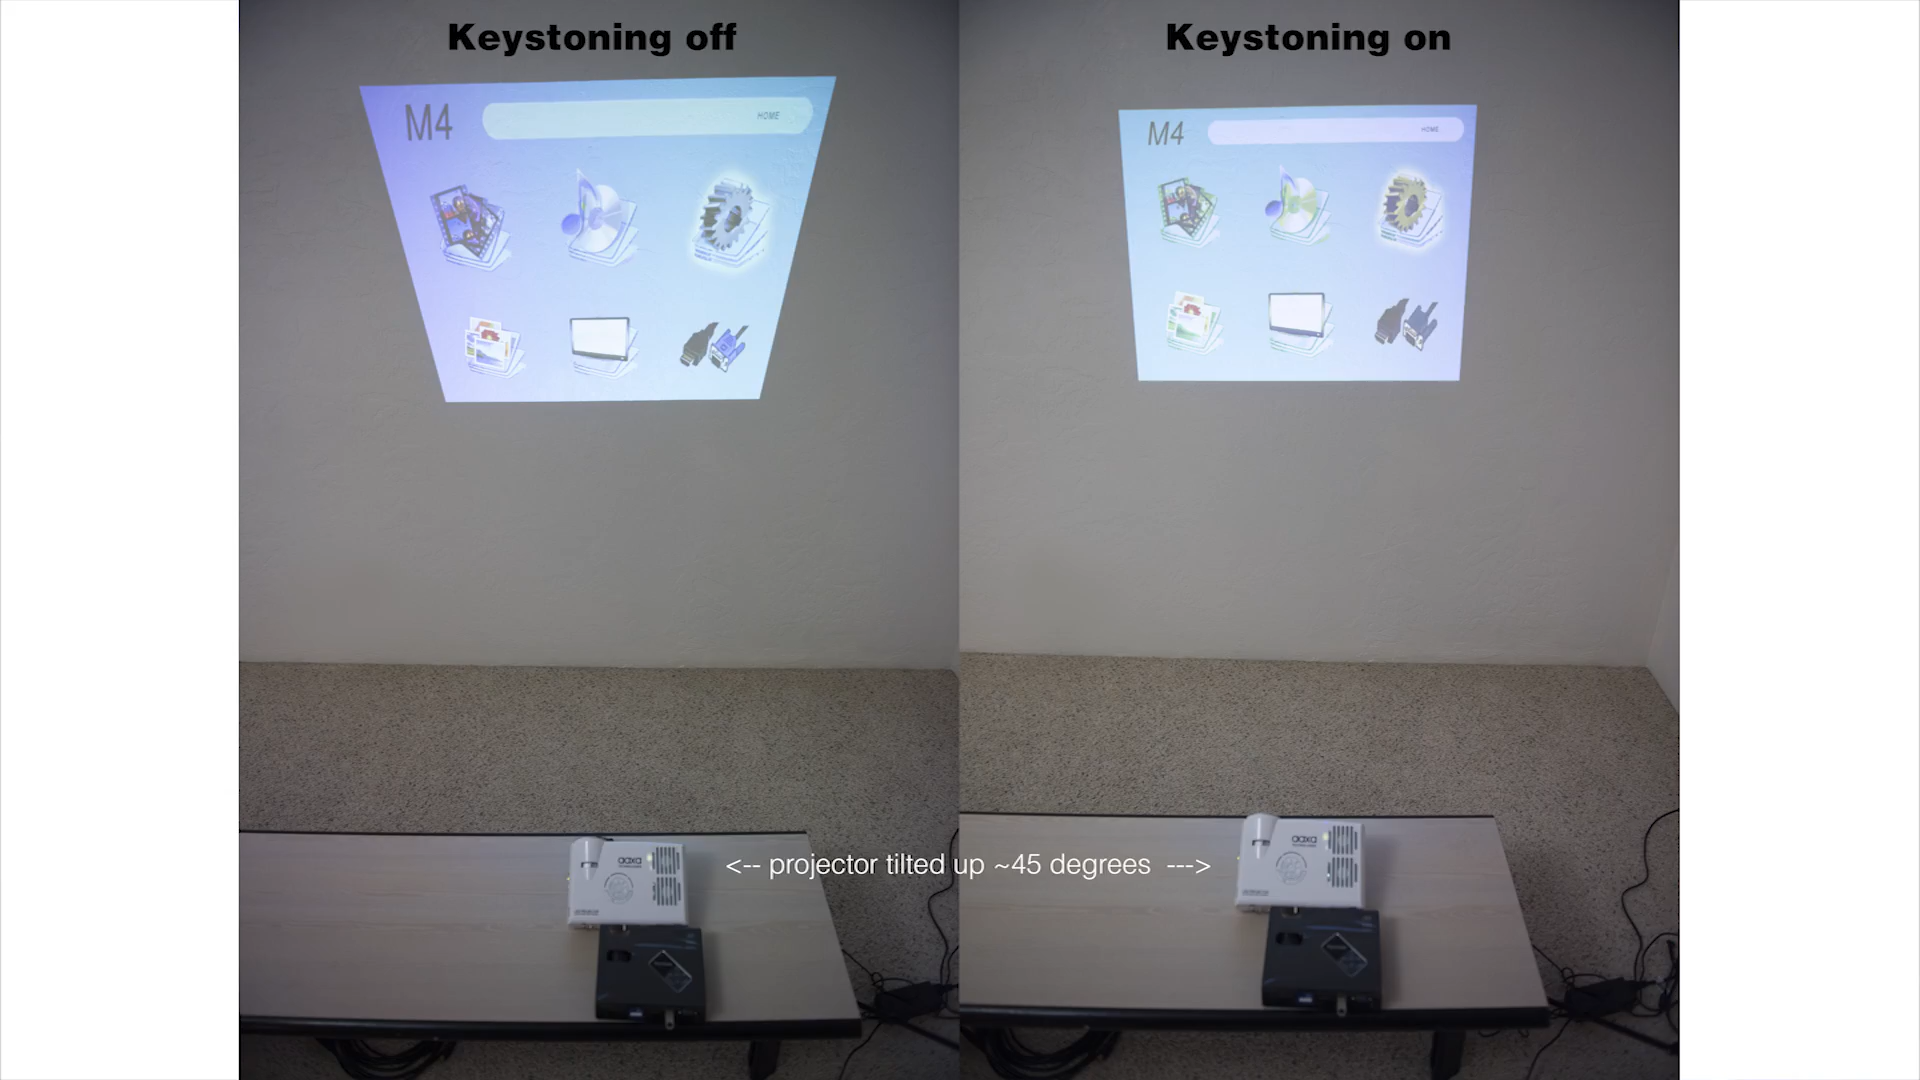 Keystoning off
Keystoning on
M4
HOME
M4
HOME
<-- projector tilted up ~45 degrees --->
aaxa
aaxa